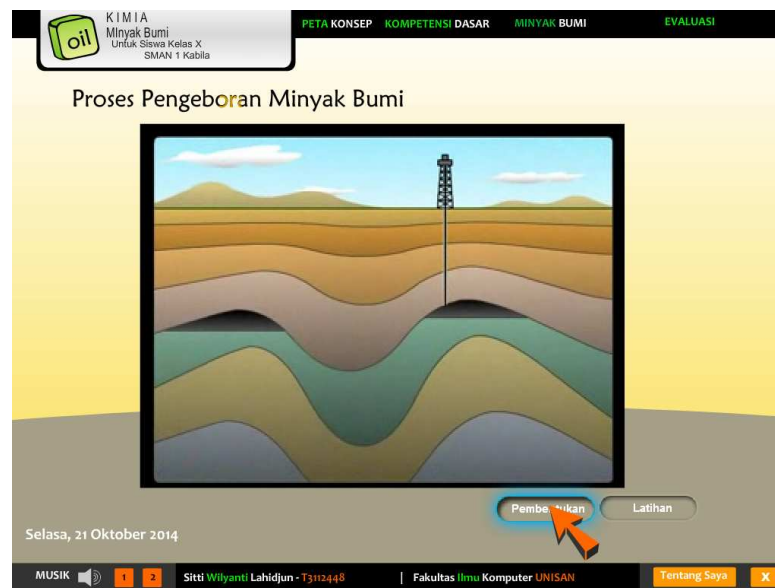 oil
KIMIA
MInyak Bumi
Untuk Siswa Kelas X
SMAN 1 Kabila
PETA KONSEP KOMPETENSI DASAR MINYAK BUMI EVALUASI
Proses Pengeboran Minyak Bumi
Latihan
Selasa, 21 Oktober 2014
MUSIK 1 2 Sitti Wilyanti Lahidjun - T3112448 | Fakultas Ilmu Komputer UNISAN Tentang Saya X